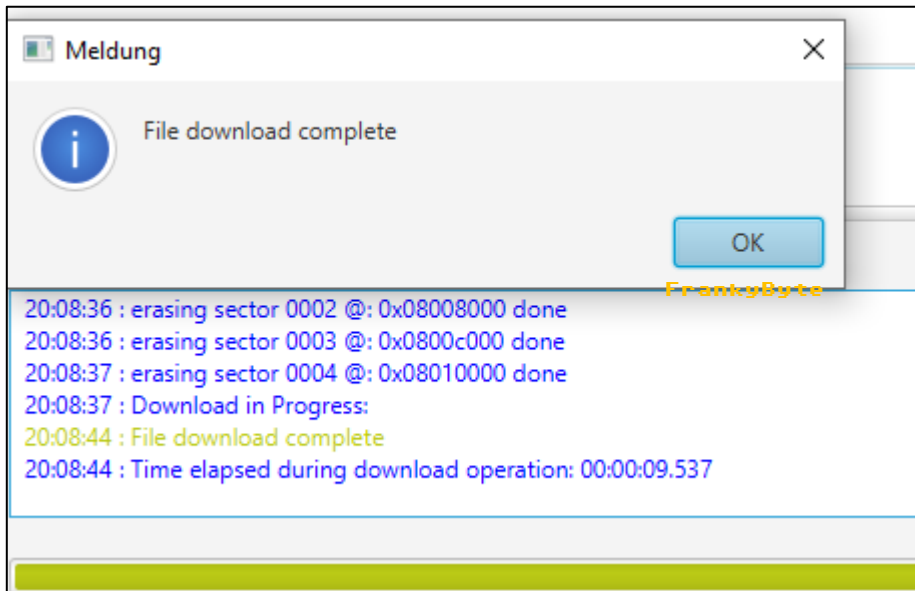 Meldung
File download complete
OK
FrankyByte
20:08:36 : erasing sector 0002 @: 0x08008000 done
20:08:36 : erasing sector 0003 @: 0x0800c000 done
20:08:37 : erasing sector 0004 @: 0x08010000 done
20:08:37 : Download in Progress:
20:08:44 : File download complete
20:08:44 : Time elapsed during download operation: 00:00:09.537